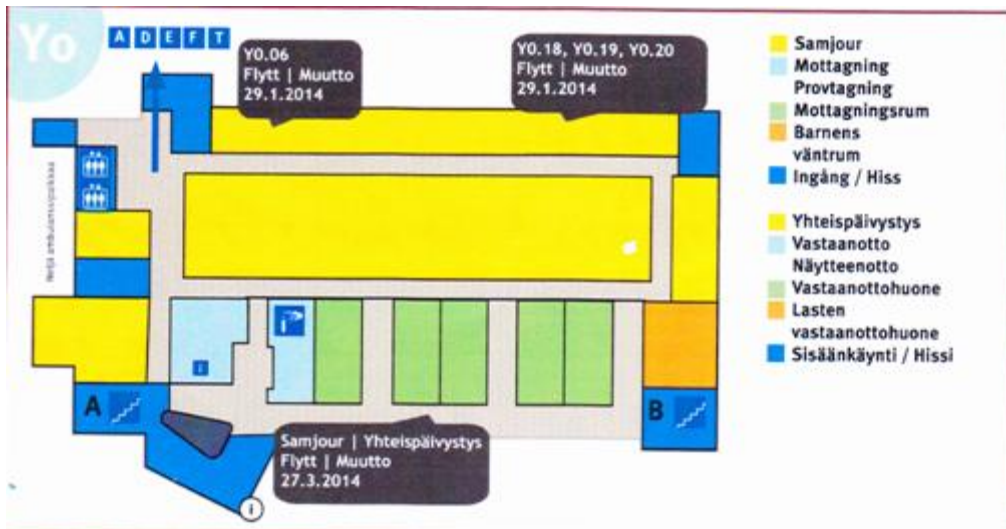 Yo
A D E F T
Y0.06
Flytt | Muutto
29.1.2014
Y0.18, Y0.19, Y0.20
Flytt | Muutto
29.1.2014
Samjour
Mottagning
Provtagning
Mottagningsrum
Barnens
väntrum
Ingång / Hiss
Yhteispäivystys
Vastaanotto
Näytteenotto
Vastaanottohuone
Lasten
vastaanottohuone
Sisäänkäynti / Hissi
Neljä ambulanssipaikkaa
i
i
A
B
Samjour | Yhteispäivystys
Flytt | Muutto
27.3.2014
i